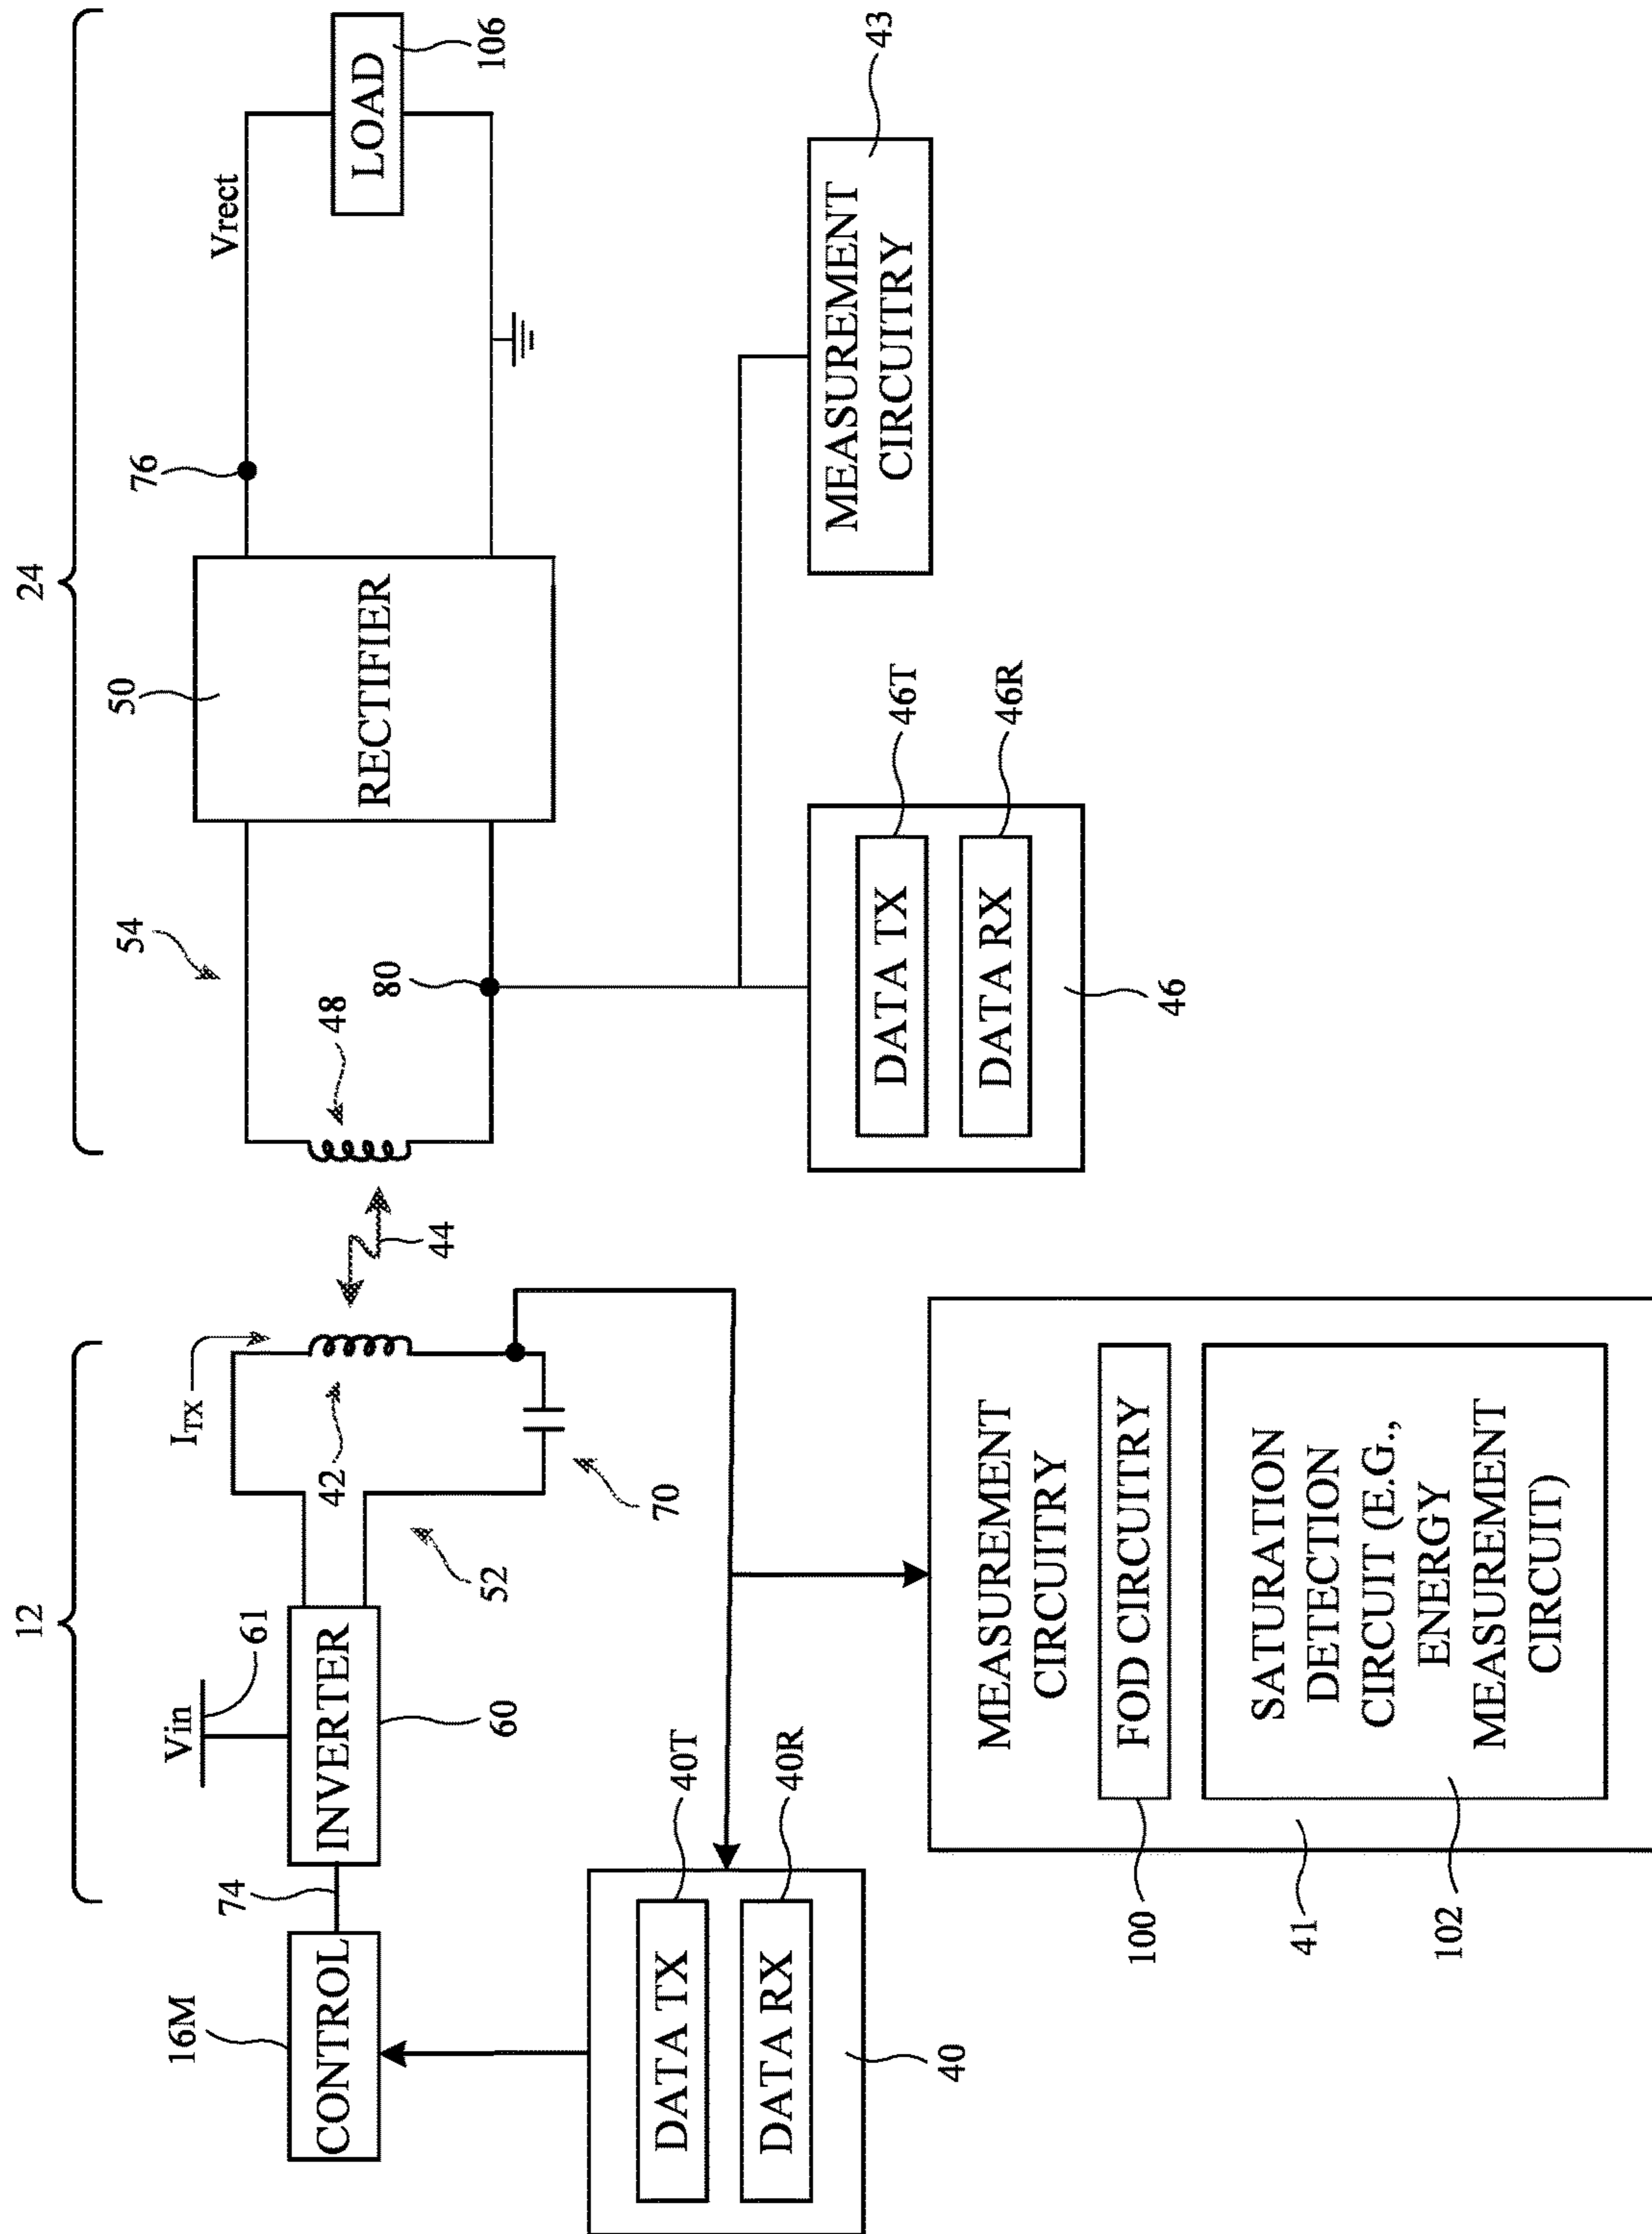 12
24
Vin
61
ITX
16M
CONTROL
74
INVERTER
60
42
52
70
44
48
54
80
50
RECTIFIER
76
Vrect
LOAD
106
40T
DATA TX
40R
DATA RX
40
MEASUREMENT
CIRCUITRY
100
FOD CIRCUITRY
41
102
SATURATION
DETECTION
CIRCUIT (E.G.,
ENERGY
MEASUREMENT
CIRCUIT)
DATA TX
46T
DATA RX
46R
46
MEASUREMENT
CIRCUITRY
43